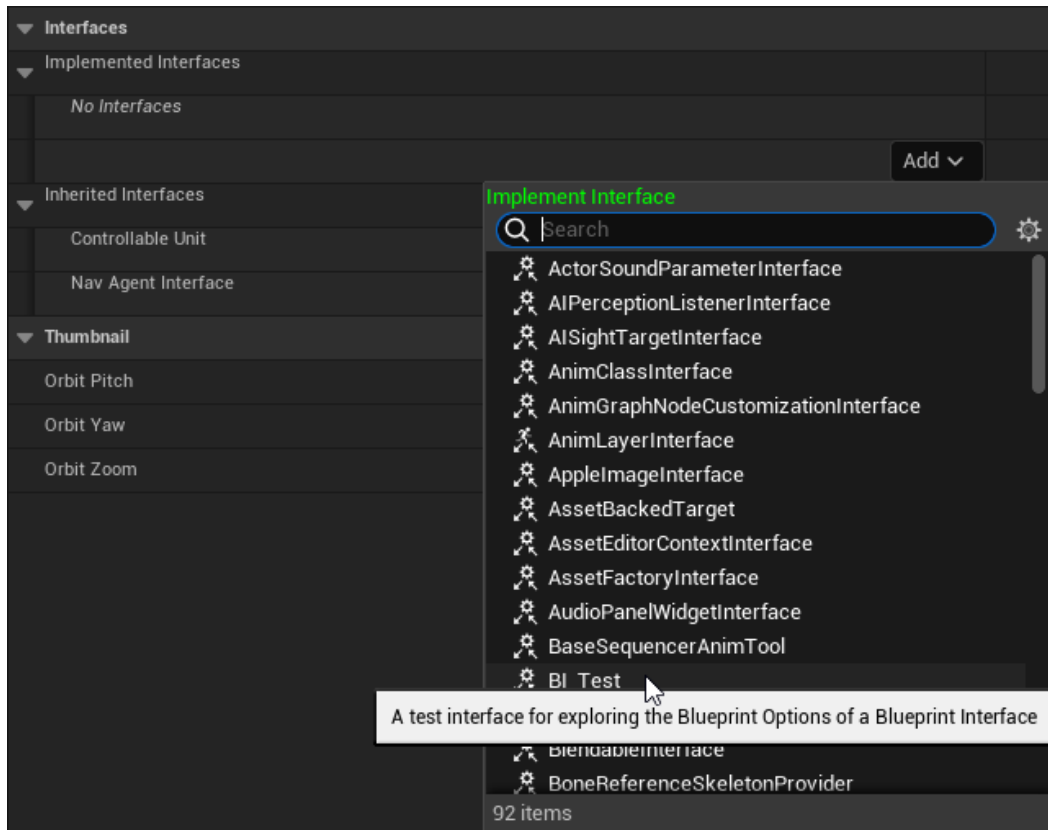 Interfaces
Implemented Interfaces
No Interfaces
Add
Inherited Interfaces
Implement Interface
Search
Controllable Unit
Nav Agent Interface
Thumbnail
Orbit Pitch
Orbit Yaw
Orbit Zoom
ActorSoundParameterInterface
AIPerceptionListenerInterface
AISightTargetInterface
AnimClassInterface
AnimGraphNodeCustomizationInterface
AnimLayerInterface
AppleImageInterface
AssetBackedTarget
AssetEditorContextInterface
AssetFactoryInterface
AudioPanelWidgetInterface
BaseSequencerAnimTool
BI_Test
A test interface for exploring the Blueprint Options of a Blueprint Interface
BlendableInterface
BoneReferenceSkeletonProvider
92 items